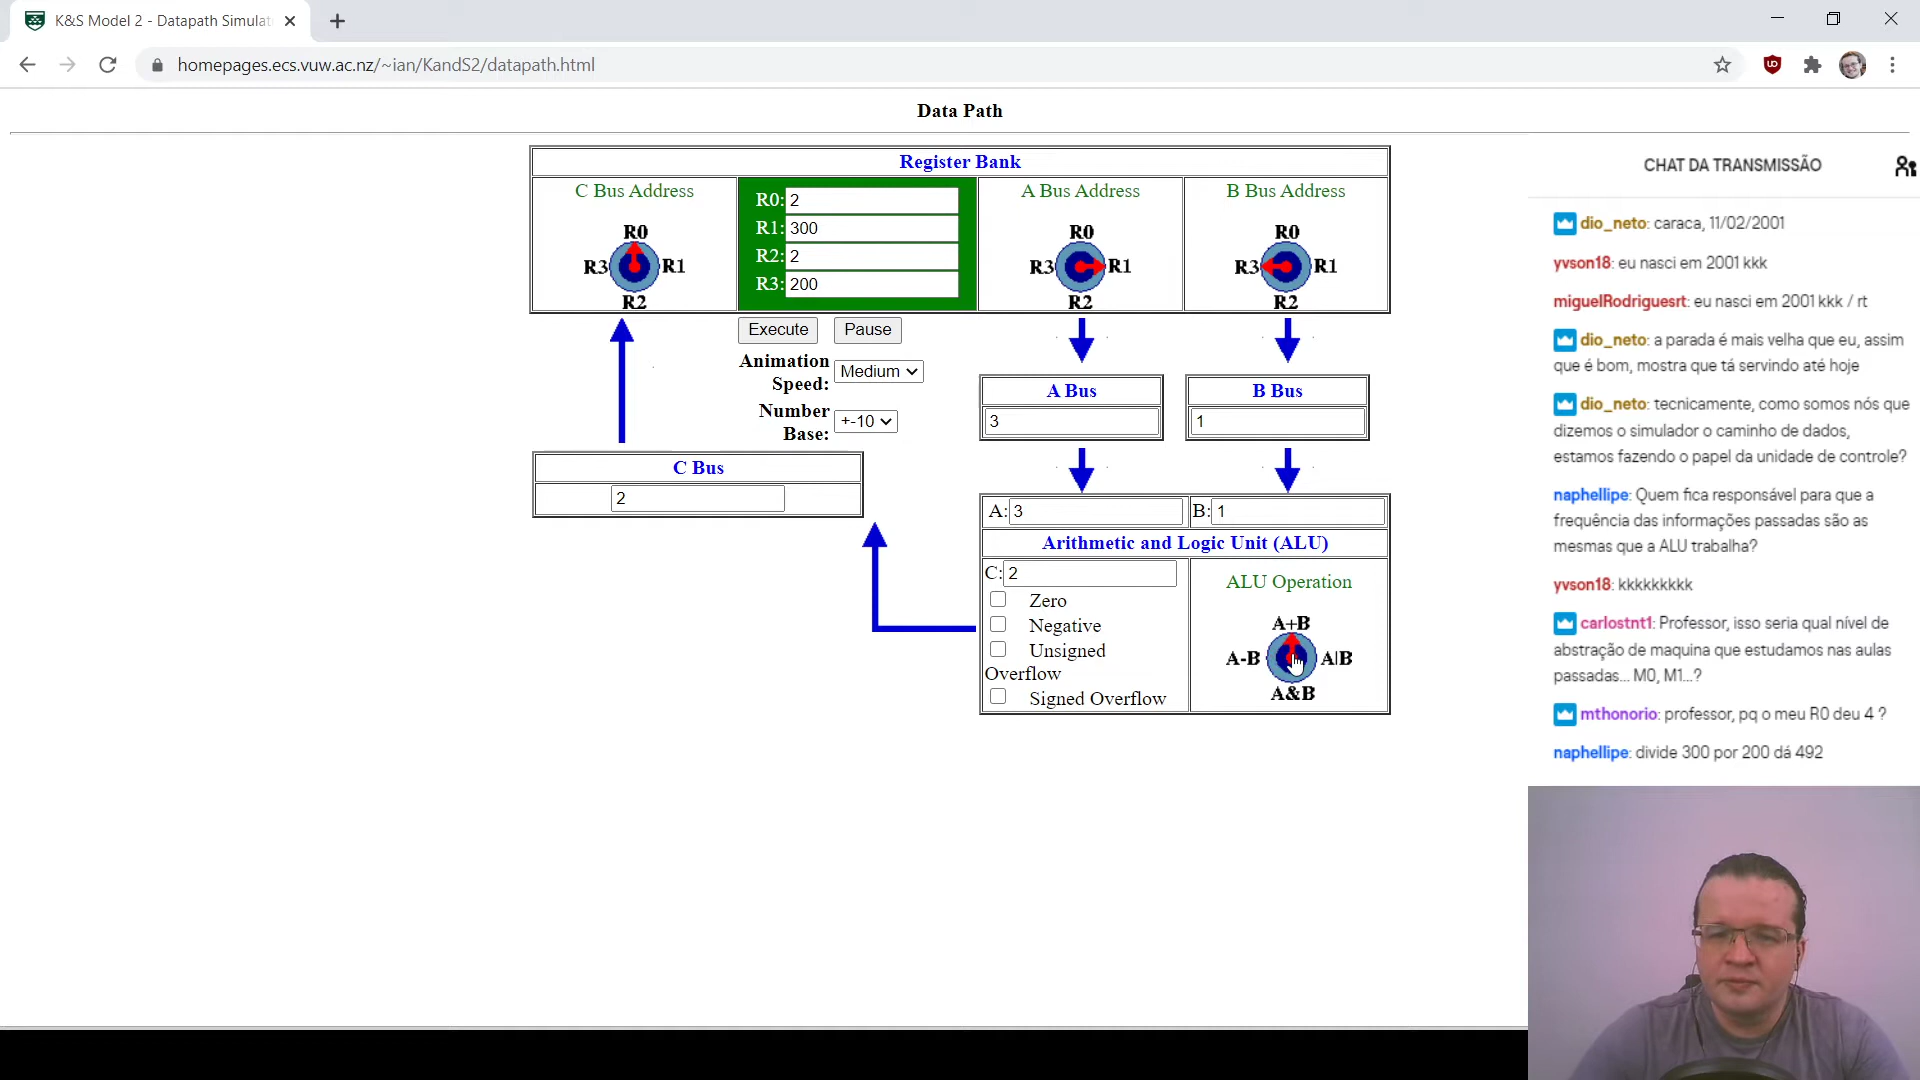 K&S Model 2 - Datapath Simulat
homepages.ecs.vuw.ac.nz/~ian/KandS2/datapath.html
Data Path
Register Bank
C Bus Address
R0
R3 R1
R2
R0: 2
R1: 300
R2: 2
R3: 200
A Bus Address
R0
R3 R1
R2
B Bus Address
R0
R3 R1
R2
Execute Pause
Animation
Speed: Medium
Number
Base: +-10
A Bus
3
B Bus
1
C Bus
2
A: 3 B: 1
Arithmetic and Logic Unit (ALU)
C: 2
Zero
Negative
Unsigned
Overflow
Signed Overflow
ALU Operation
A+B
A-B A|B
A&B
CHAT DA TRANSMISSÃO
dio_neto: caraca, 11/02/2001
yvson18: eu nasci em 2001 kkk
miguelRodriguesrt: eu nasci em 2001 kkk / rt
dio_neto: a parada é mais velha que eu, assim
que é bom, mostra que tá servindo até hoje
dio_neto: tecnicamente, como somos nós que
dizemos o simulador o caminho de dados,
estamos fazendo o papel da unidade de controle?
naphellipe: Quem fica responsável para que a
frequência das informações passadas são as
mesmas que a ALU trabalha?
yvson18: kkkkkkkkk
carlostnt1: Professor, isso seria qual nível de
abstração de maquina que estudamos nas aulas
passadas... M0, M1...?
mthonorio: professor, pq o meu R0 deu 4 ?
naphellipe: divide 300 por 200 dá 492